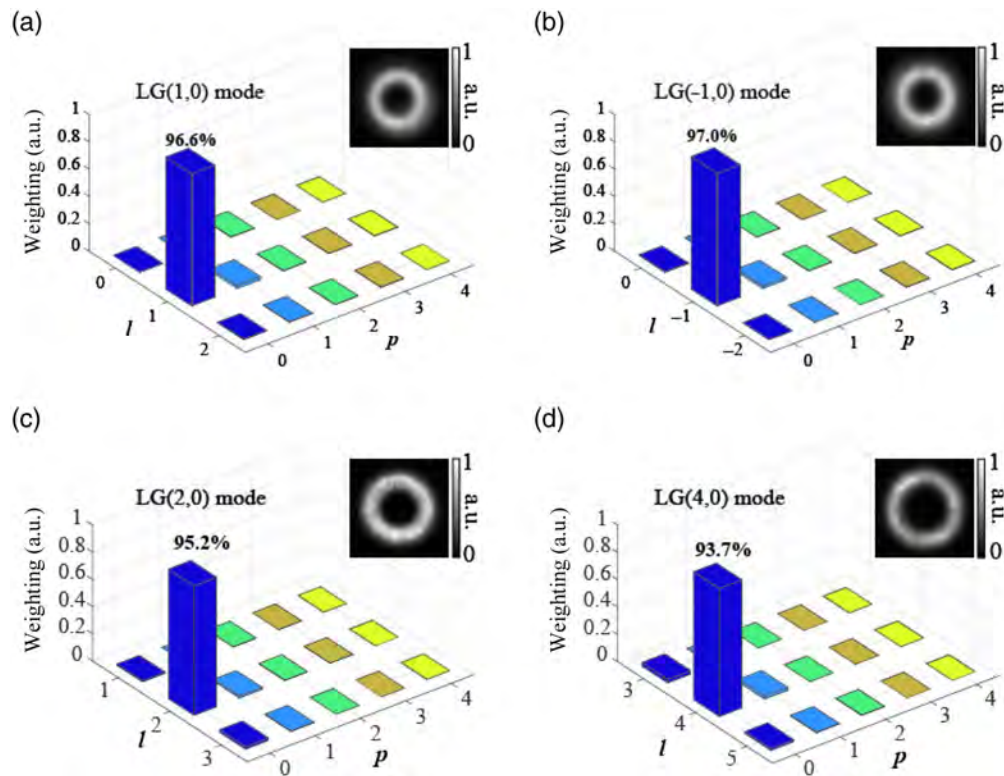 (a)
LG(1,0) mode
96.6%
Weighting (a.u.)
1
0.8
0.6
0.4
0.2
0
0
1
2
l
0
1
2
3
4
p
1
a.u.
0
(b)
LG(−1,0) mode
97.0%
Weighting (a.u.)
1
0.8
0.6
0.4
0.2
0
0
−1
−2
l
0
1
2
3
4
p
1
a.u.
0
(c)
LG(2,0) mode
95.2%
Weighting (a.u.)
1
0.8
0.6
0.4
0.2
0
1
2
3
l
0
1
2
3
4
p
1
a.u.
0
(d)
LG(4,0) mode
93.7%
Weighting (a.u.)
1
0.8
0.6
0.4
0.2
0
3
4
5
l
0
1
2
3
4
p
1
a.u.
0